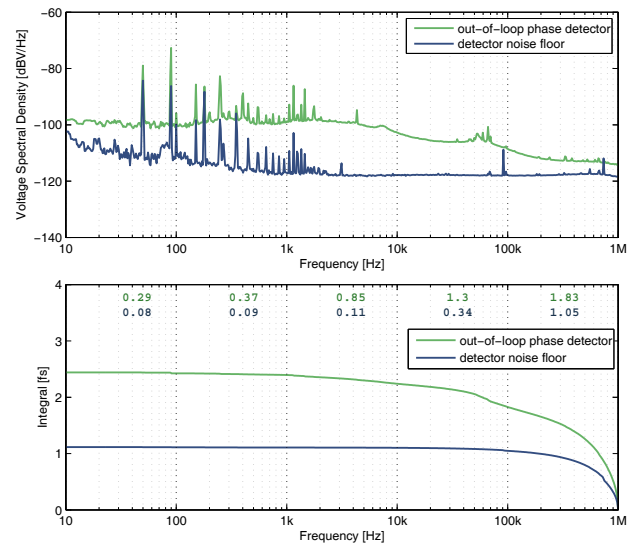 −60
−80
−100
−120
−140
Voltage Spectral Density [dBV/Hz]
out−of−loop phase detector
detector noise floor
10 100 1k 10k 100k 1M
Frequency [Hz]
4
3
2
1
0
Integral [fs]
0.29 0.37 0.85 1.3 1.83
0.08 0.09 0.11 0.34 1.05
out−of−loop phase detector
detector noise floor
10 100 1k 10k 100k 1M
Frequency [Hz]